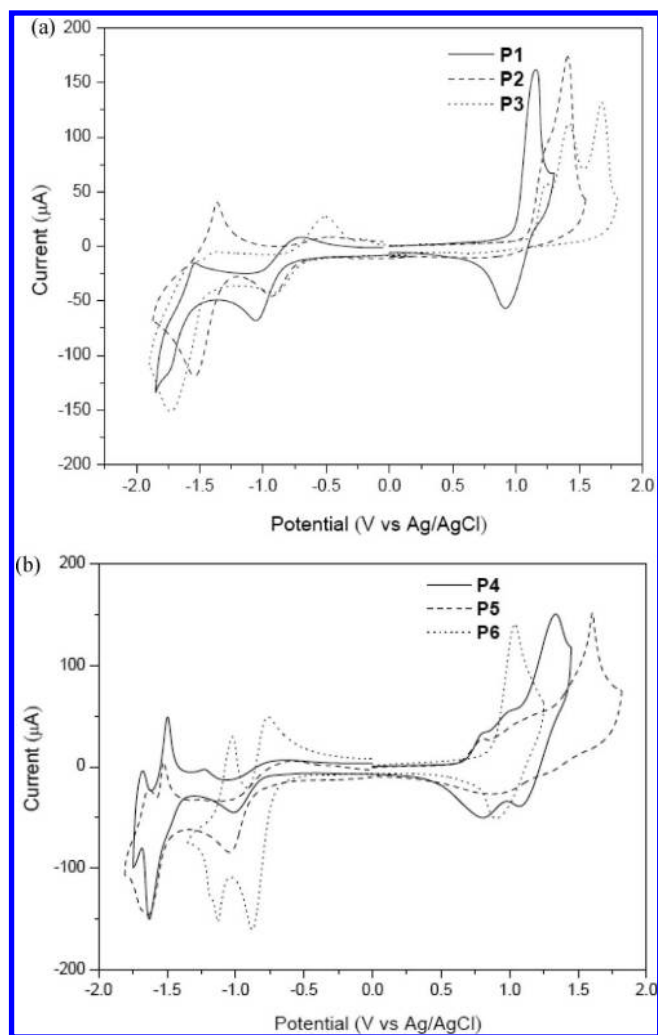 (a)
200
150
100
50
0
-50
-100
-150
-200
Current (μA)
P1
P2
P3
-2.0 -1.5 -1.0 -0.5 0.0 0.5 1.0 1.5 2.0
Potential (V vs Ag/AgCl)
(b)
200
100
0
-100
-200
Current (μA)
P4
P5
P6
-2.0 -1.5 -1.0 -0.5 0.0 0.5 1.0 1.5 2.0
Potential (V vs Ag/AgCl)